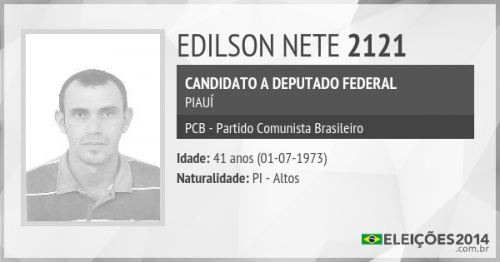 EDILSON NETE 2121
CANDIDATO A DEPUTADO FEDERAL
PIAUÍ
PCB - Partido Comunista Brasileiro
Idade: 41 anos (01-07-1973)
Naturalidade: PI - Altos
ELEIÇÕES2014
.com.br